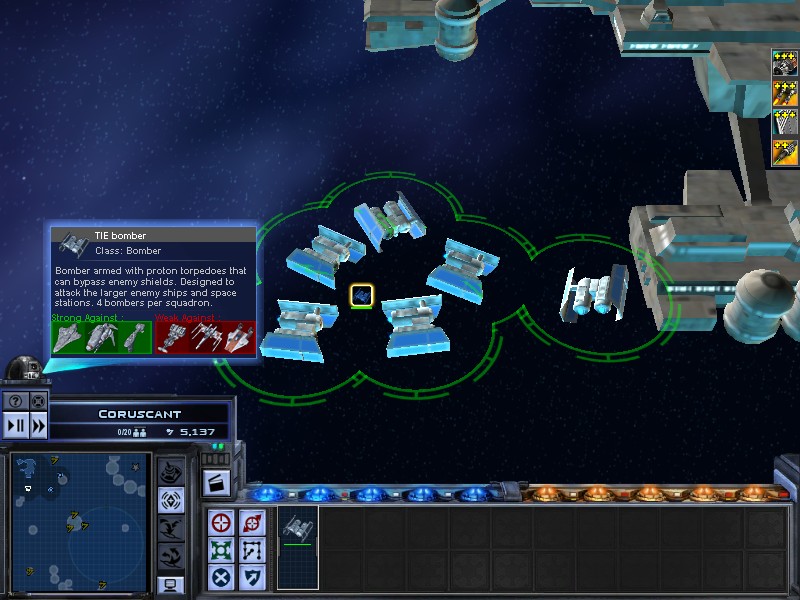 TIE bomber
Class: Bomber
Bomber armed with proton torpedoes that
can bypass enemy shields. Designed to
attack the larger enemy ships and space
stations. 4 bombers per squadron.
Strong Against : Weak Against :
CORUSCANT
0/20 5,137